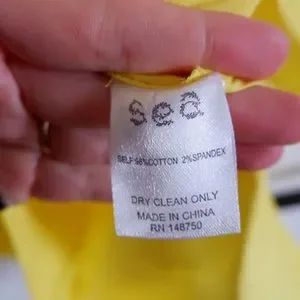 sea
SELF 98%COTTON 2%SPANDEX
DRY CLEAN ONLY
MADE IN CHINA
RN 148750